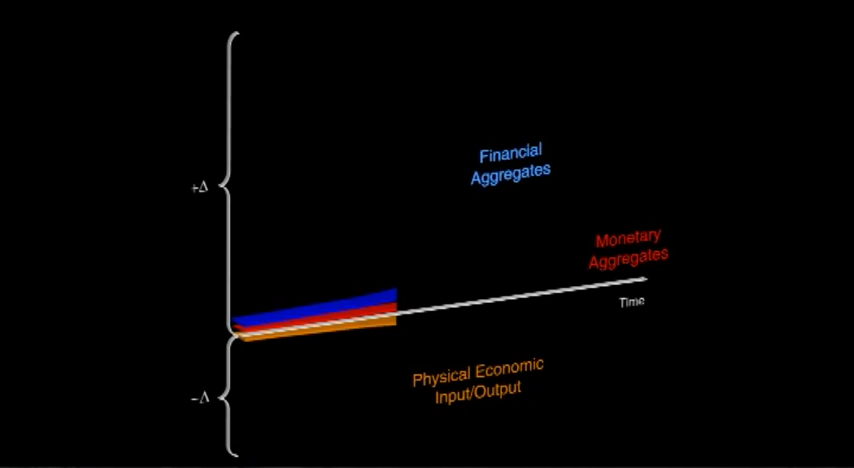 Financial
Aggregates
+Δ
Monetary
Aggregates
Time
Physical Economic
Input/Output
−Δ